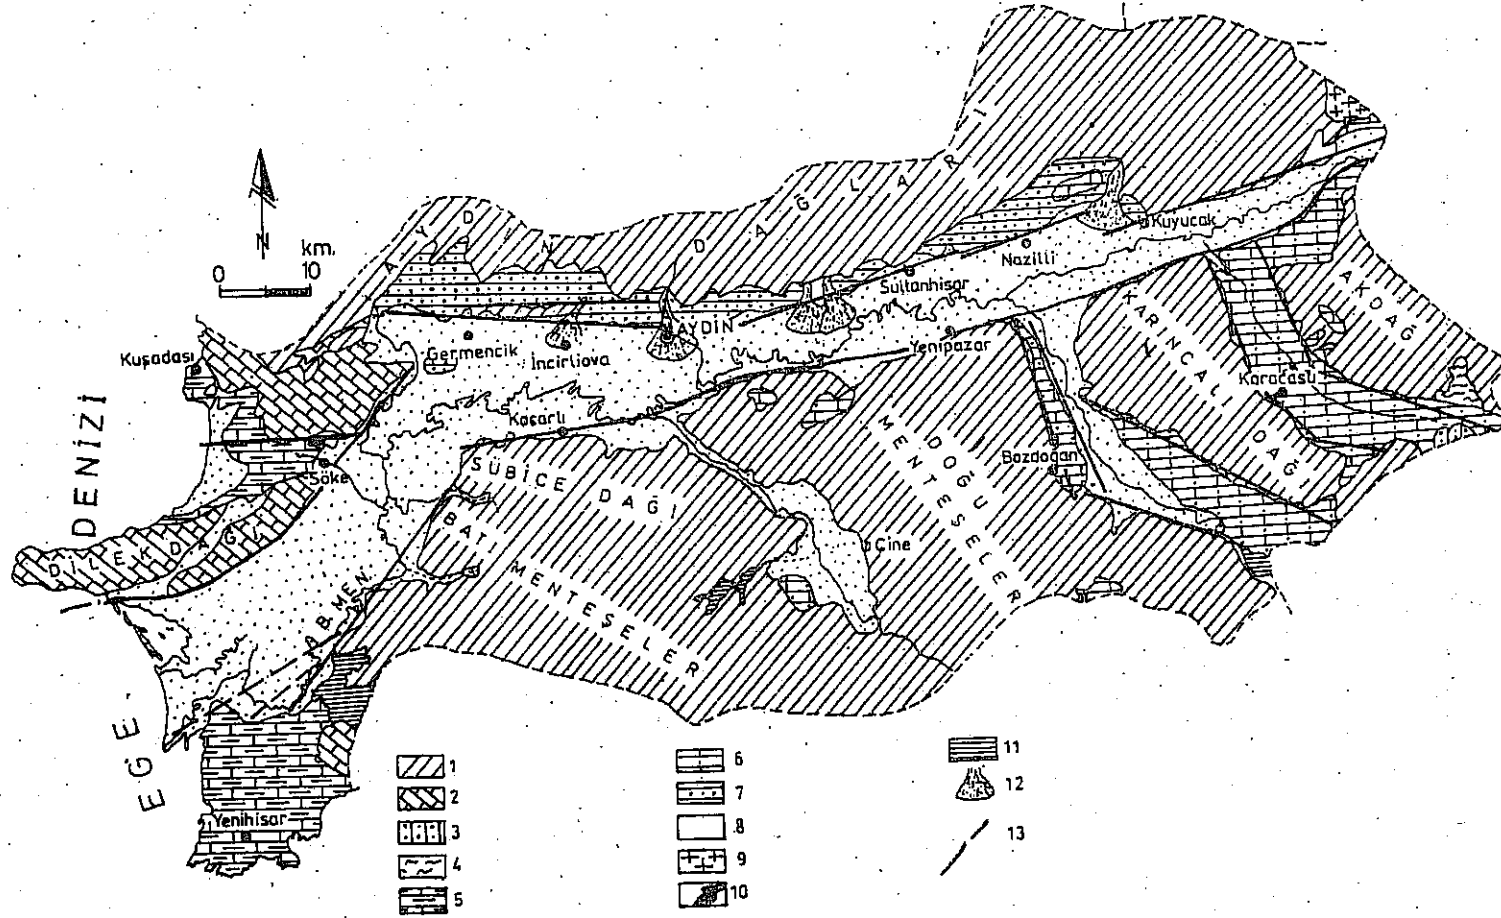 AYDIN DAĞLARI
N
km.
0 10
Kuyucak
Nazilli
Sultanhisar
AYDIN
Germencik
İncirliova
Yenipazar
Kuşadası
AKDAĞ
KARINCALI DAĞI
Karacasu
Koçarlı
EGE DENİZİ
Söke
SÜBİCE DAĞI
DOĞU MENTEŞELER
Bozdoğan
DİLEK DAĞI
BATI MENTEŞELER
Çine
B. MEN
Yenihisar
1
2
3
4
5
6
7
8
9
10
11
12
13